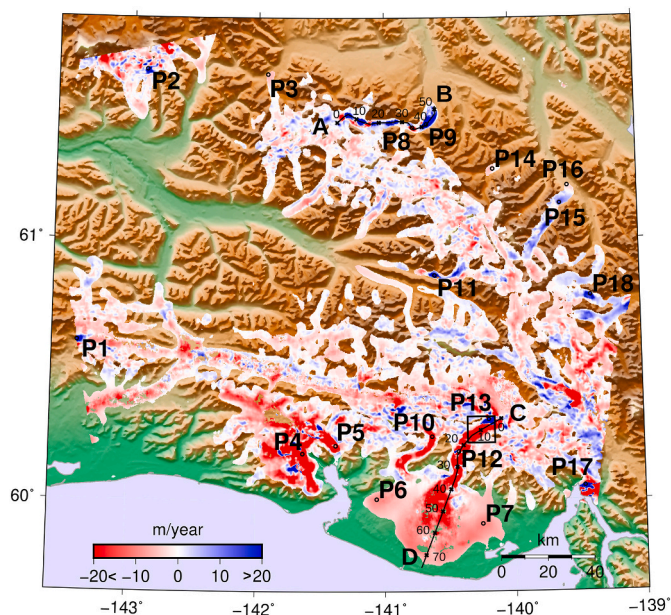 P2
P3
A
0
10
20
30
40
50
B
P8
P9
P14
P16
P15
61°
P11
P18
P1
P13
C
0
10
20
P10
P4
P5
P12
30
P17
60°
P6
40
50
P7
60
D
70
m/year
−20< −10 0 10 >20
km
0 20 40
−143° −142° −141° −140° −139°